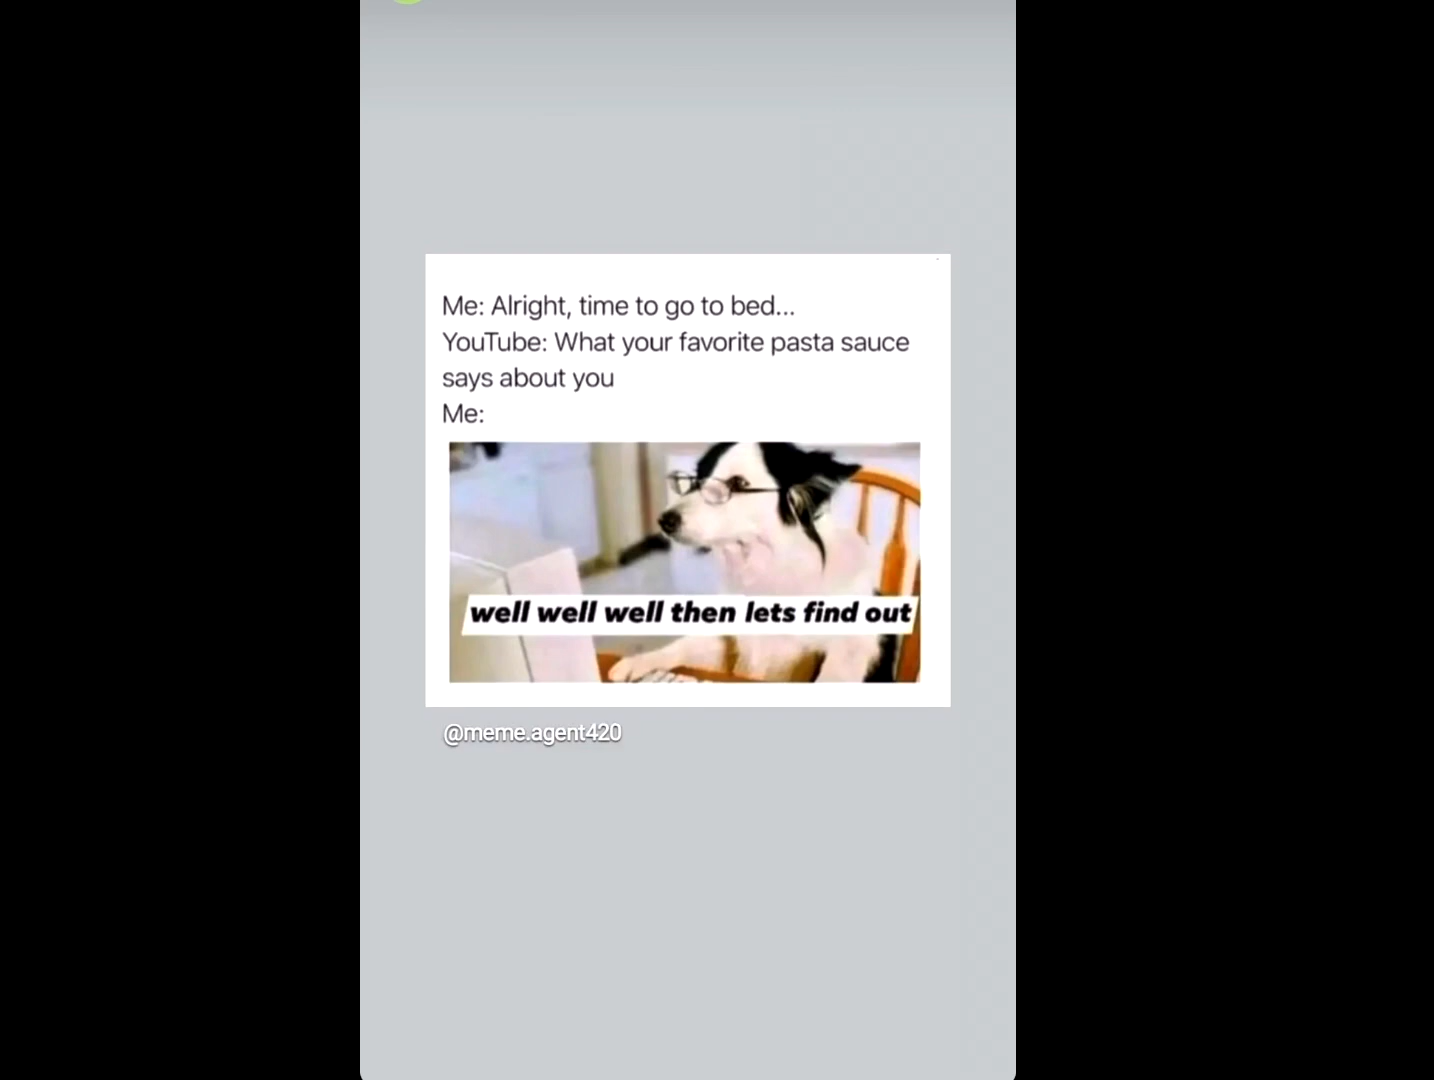 Me: Alright, time to go to bed...
YouTube: What your favorite pasta sauce
says about you
Me:
well well well then lets find out
@meme.agent420